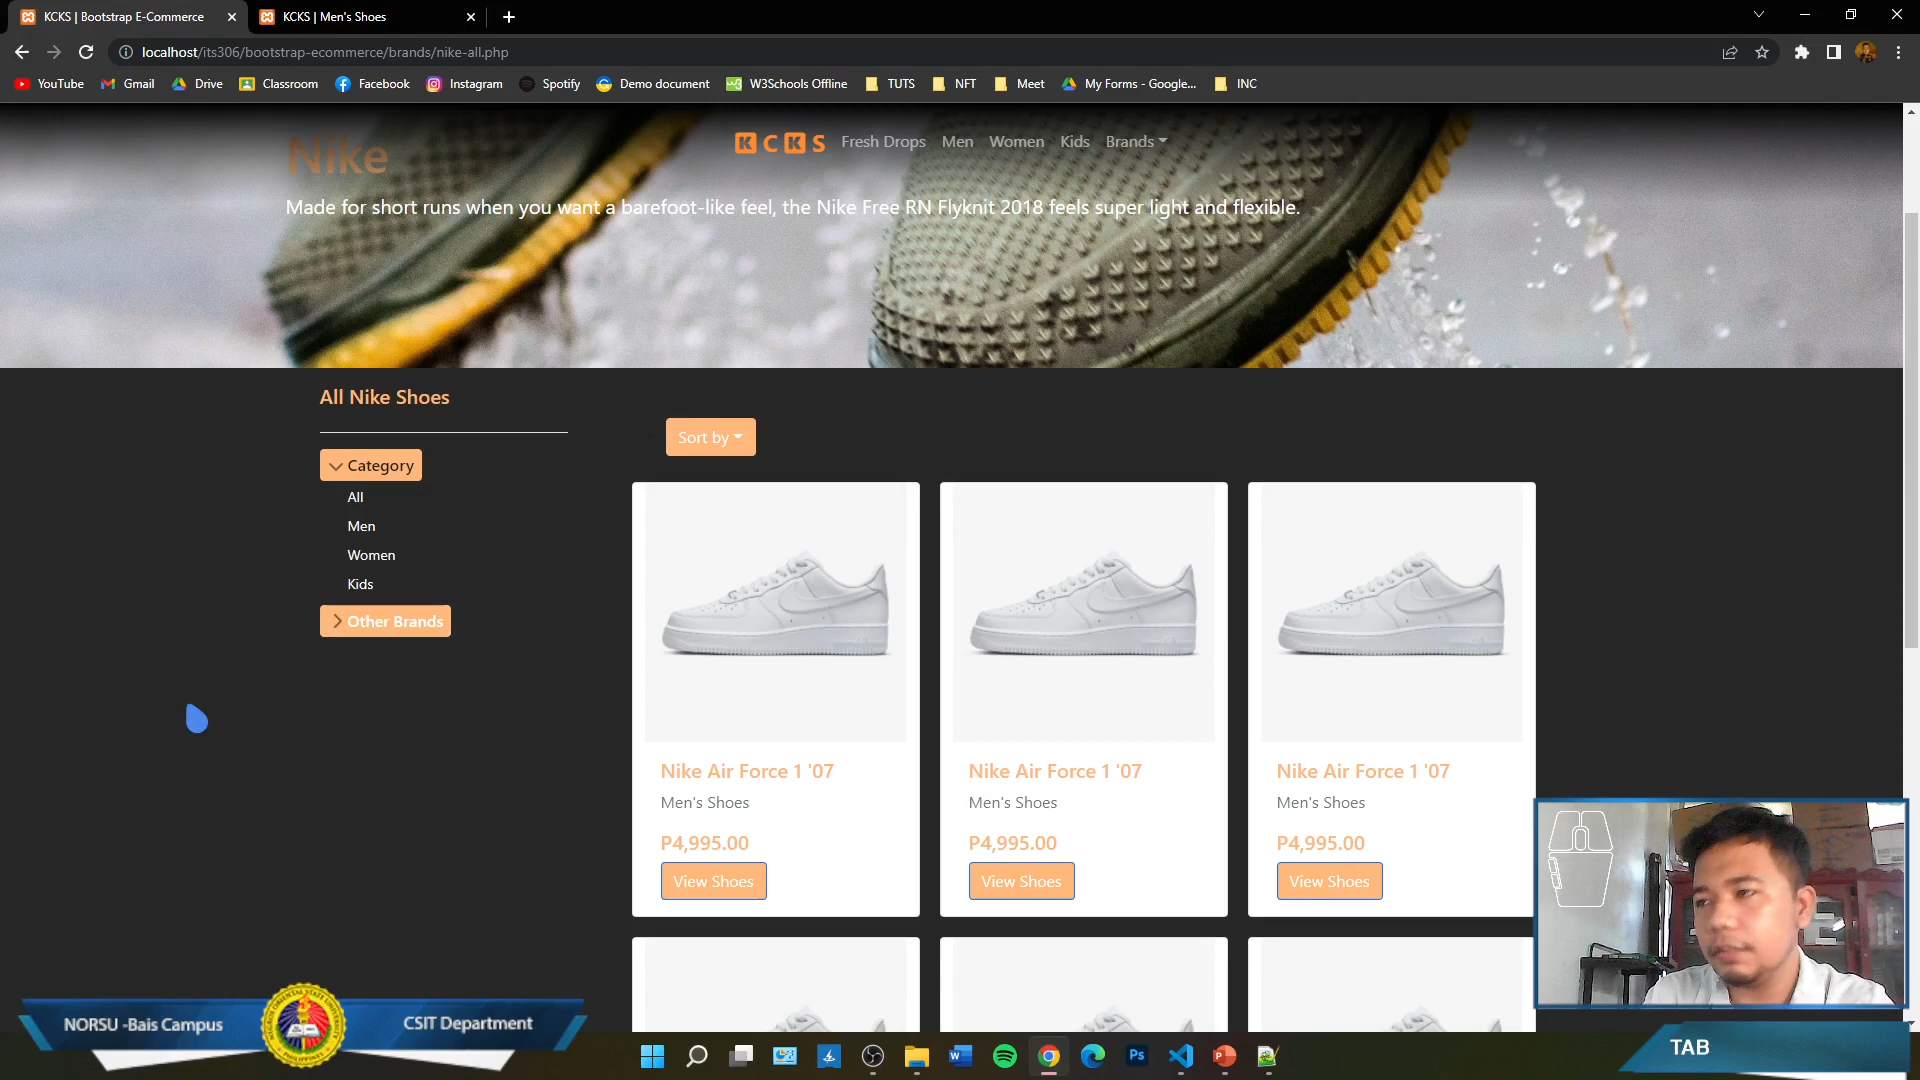 KCKS | Bootstrap E-Commerce
KCKS | Men's Shoes
localhost/its306/bootstrap-ecommerce/brands/nike-all.php
YouTube Gmail Drive Classroom Facebook Instagram Spotify Demo document W3Schools Offline TUTS NFT Meet My Forms - Google... INC
Nike
K C K S Fresh Drops Men Women Kids Brands
Made for short runs when you want a barefoot-like feel, the Nike Free RN Flyknit 2018 feels super light and flexible.
All Nike Shoes
Sort by
Category
All
Men
Women
Kids
Other Brands
Nike Air Force 1 '07 Nike Air Force 1 '07 Nike Air Force 1 '07
Men's Shoes Men's Shoes Men's Shoes
P4,995.00 P4,995.00 P4,995.00
View Shoes View Shoes View Shoes
NORSU -Bais Campus CSIT Department
Ps
TAB